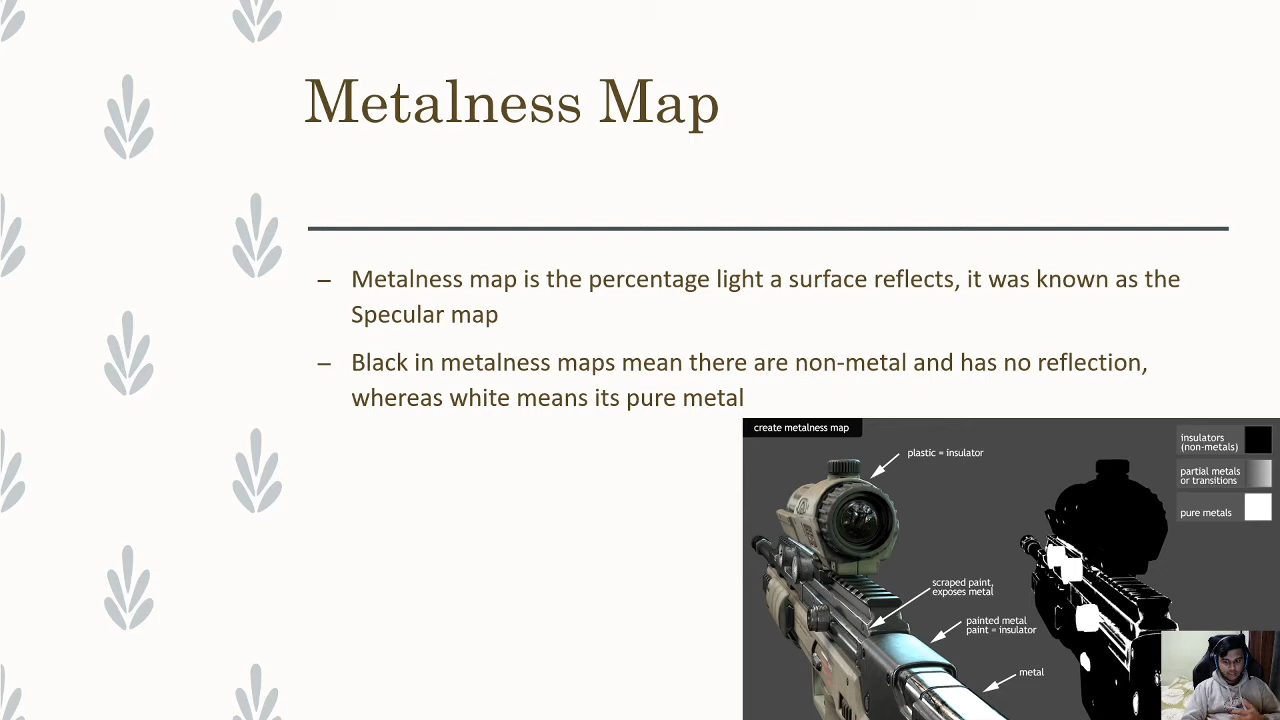 Metalness Map
– Metalness map is the percentage light a surface reflects, it was known as the
Specular map
– Black in metalness maps mean there are non-metal and has no reflection,
whereas white means its pure metal
create metalness map
plastic = insulator
insulators
(non-metals)
partial metals
or transitions
pure metals
scraped paint,
exposes metal
painted metal
paint = insulator
metal